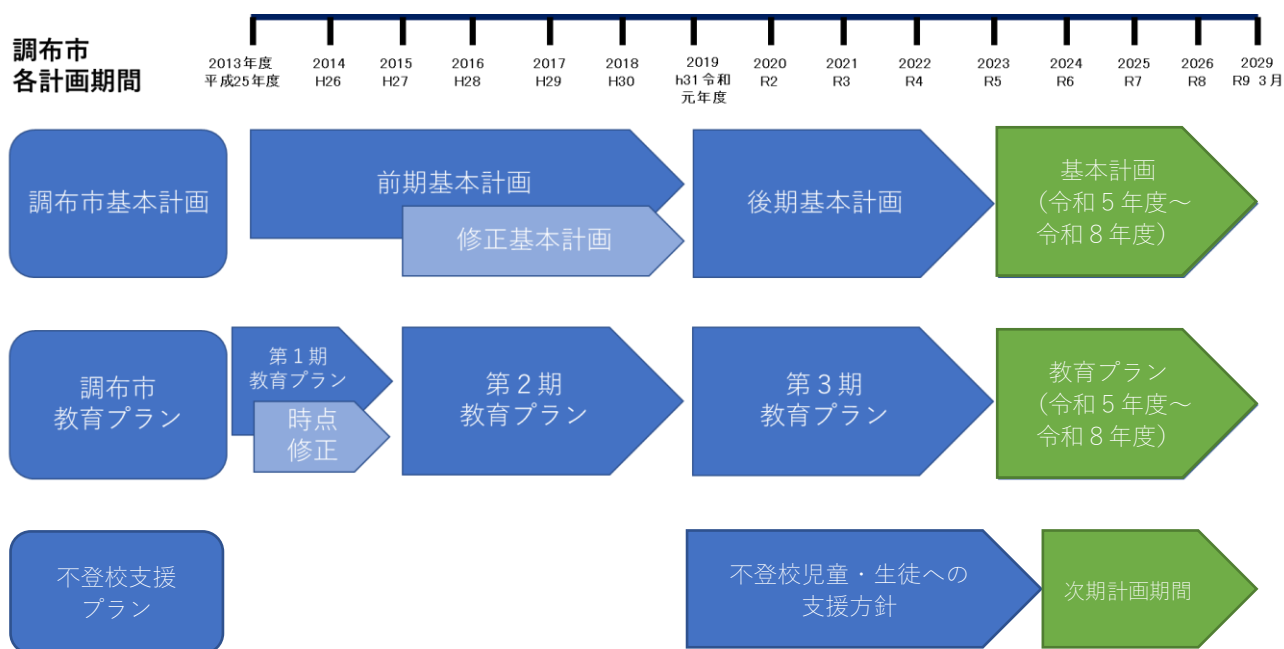 調布市
各計画期間
2013年度
平成25年度
2014
H26
2015
H27
2016
H28
2017
H29
2018
H30
2019
h31令和
元年度
2020
R2
2021
R3
2022
R4
2023
R5
2024
R6
2025
R7
2026
R8
2029
R9 3月
調布市基本計画
前期基本計画
修正基本計画
後期基本計画
基本計画
(令和5年度～
令和8年度)
調布市
教育プラン
第1期
教育プラン
時点
修正
第2期
教育プラン
第3期
教育プラン
教育プラン
(令和5年度～
令和8年度)
不登校支援
プラン
不登校児童・生徒への
支援方針
次期計画期間